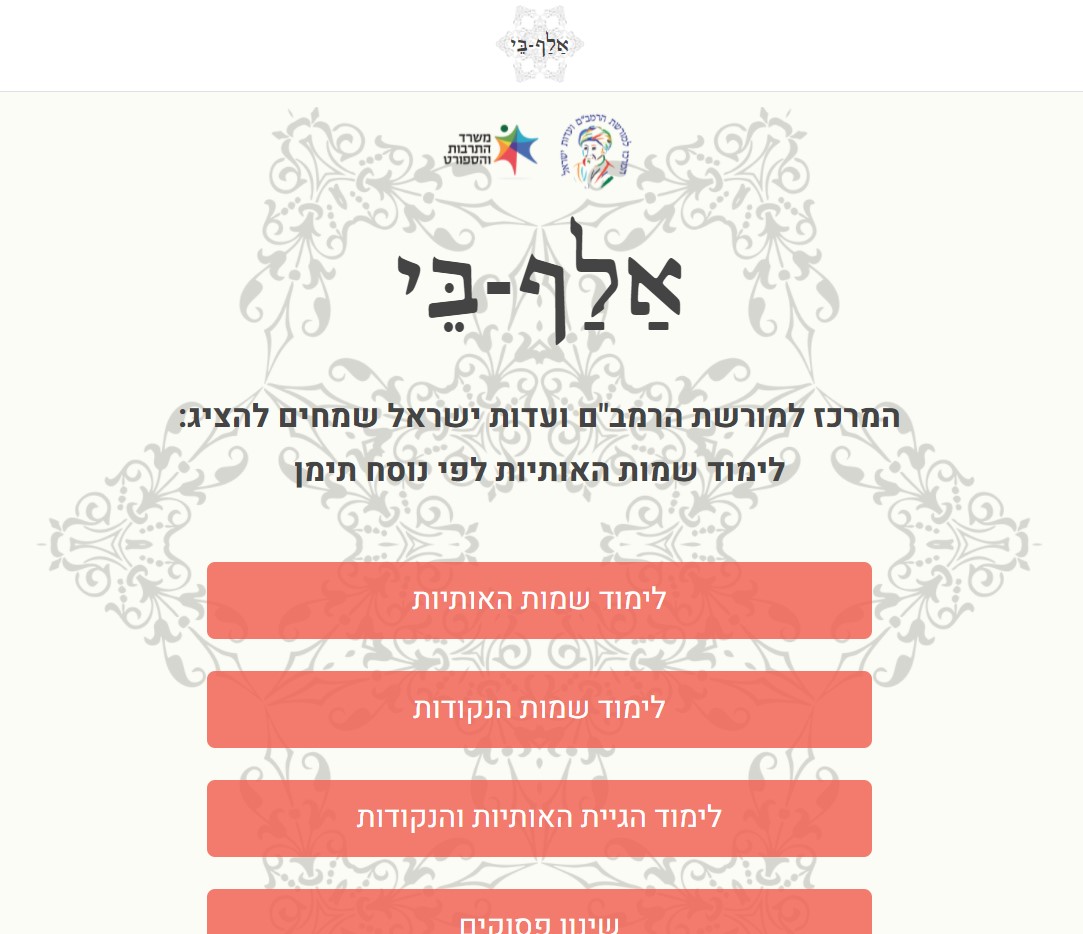 אַלַף-בֵּי
המרכז למורשת הרמב"ם ועדות ישראל
משרד
התרבות
והספורט
אַלַף-בֵּי
המרכז למורשת הרמב"ם ועדות ישראל שמחים להציג:
לימוד שמות האותיות לפי נוסח תימן
לימוד שמות האותיות
לימוד שמות הנקודות
לימוד הגיית האותיות והנקודות
שינון פסוקים